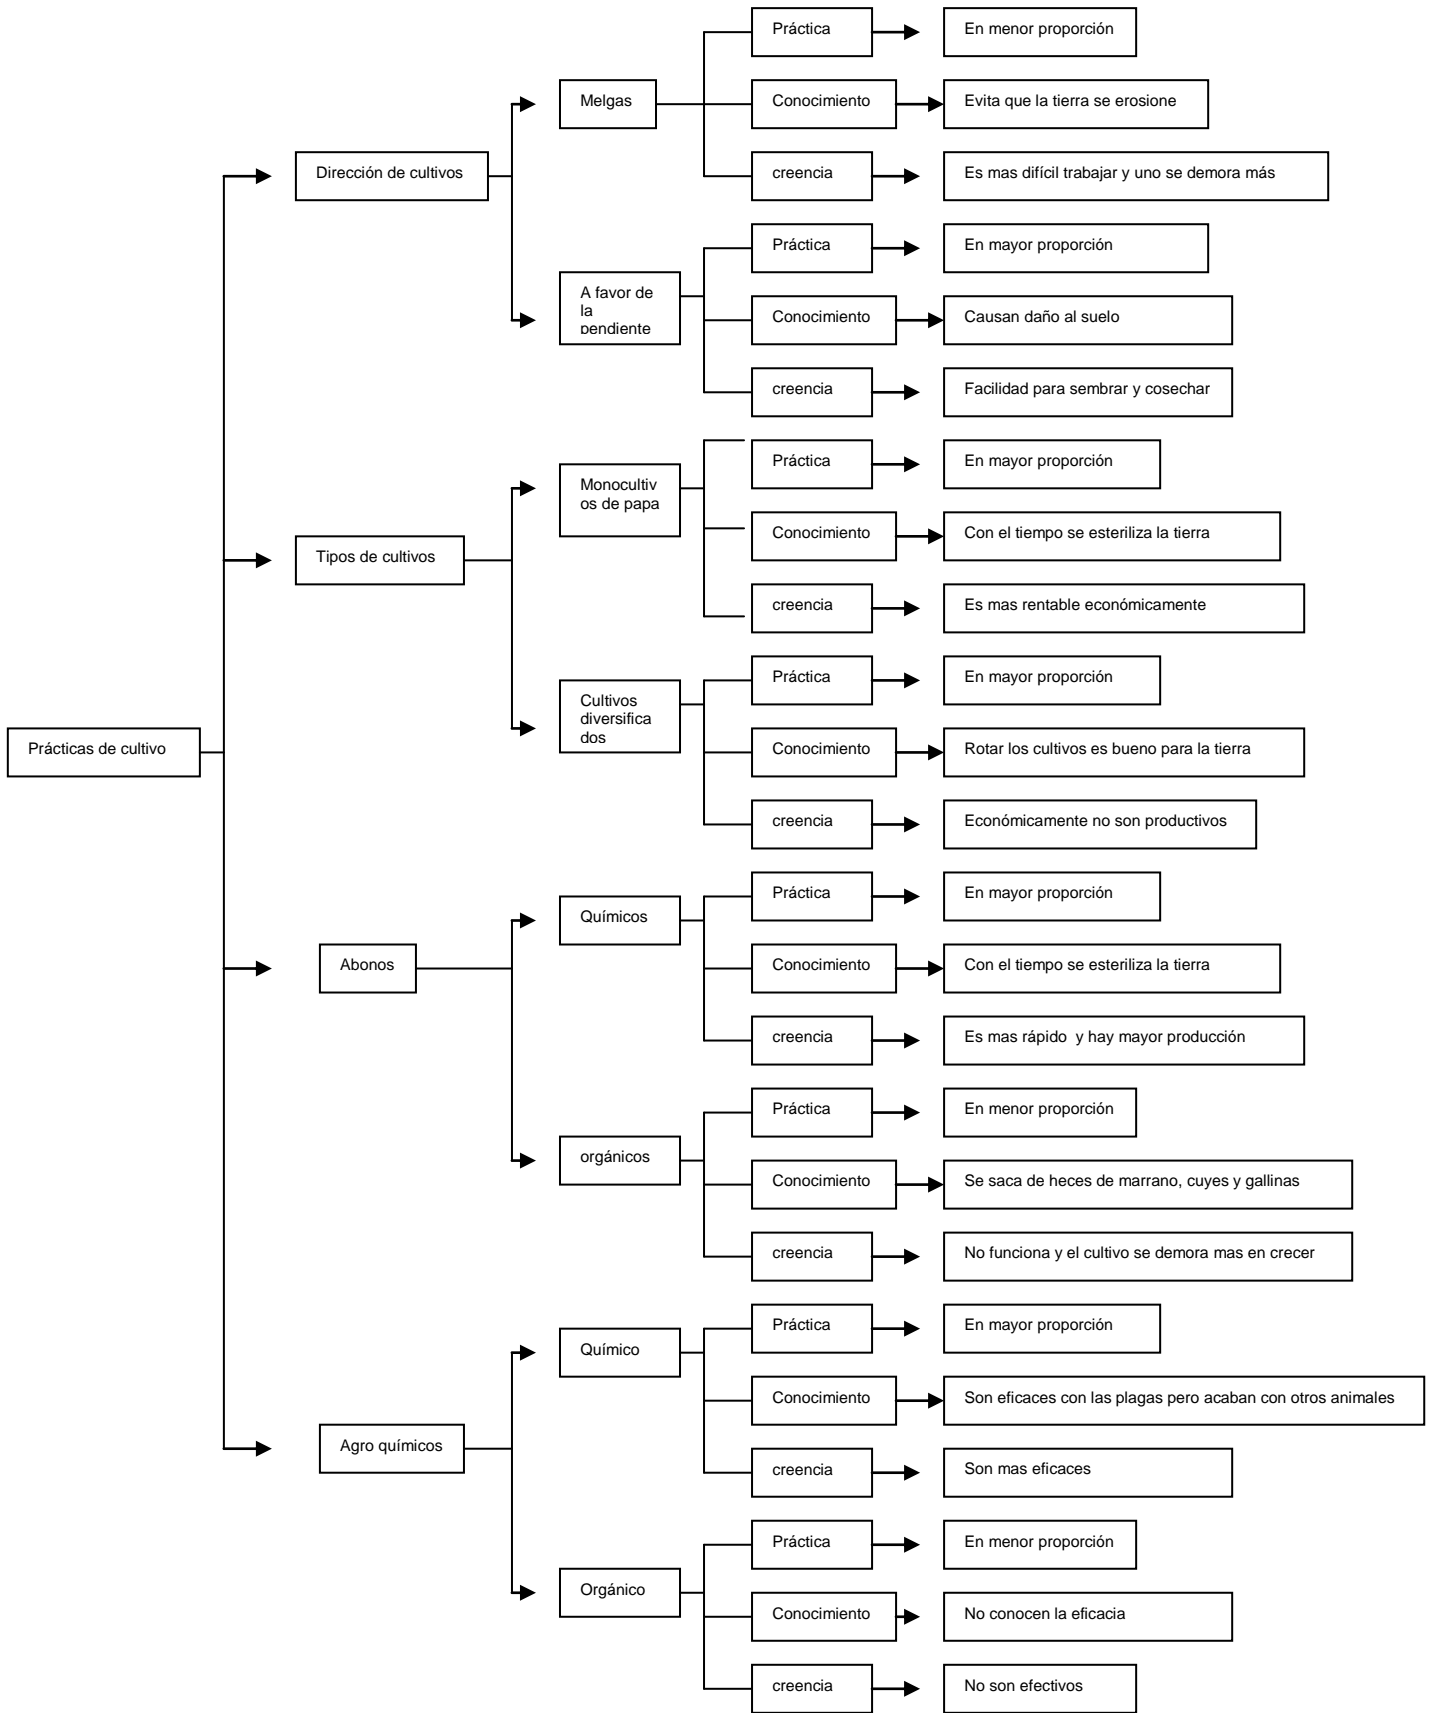 Práctica
En menor proporción
Melgas
Conocimiento
Evita que la tierra se erosione
Dirección de cultivos
creencia
Es mas difícil trabajar y uno se demora más
Práctica
En mayor proporción
A favor de
la
pendiente
Conocimiento
Causan daño al suelo
creencia
Facilidad para sembrar y cosechar
Práctica
En mayor proporción
Monocultiv
os de papa
Conocimiento
Con el tiempo se esteriliza la tierra
Tipos de cultivos
creencia
Es mas rentable económicamente
Práctica
En mayor proporción
Cultivos
diversifica
dos
Prácticas de cultivo
Conocimiento
Rotar los cultivos es bueno para la tierra
creencia
Económicamente no son productivos
Práctica
En mayor proporción
Químicos
Abonos
Conocimiento
Con el tiempo se esteriliza la tierra
creencia
Es mas rápido  y hay mayor producción
Práctica
En menor proporción
orgánicos
Conocimiento
Se saca de heces de marrano, cuyes y gallinas
creencia
No funciona y el cultivo se demora mas en crecer
Práctica
En mayor proporción
Químico
Conocimiento
Son eficaces con las plagas pero acaban con otros animales
Agro químicos
creencia
Son mas eficaces
Práctica
En menor proporción
Orgánico
Conocimiento
No conocen la eficacia
creencia
No son efectivos